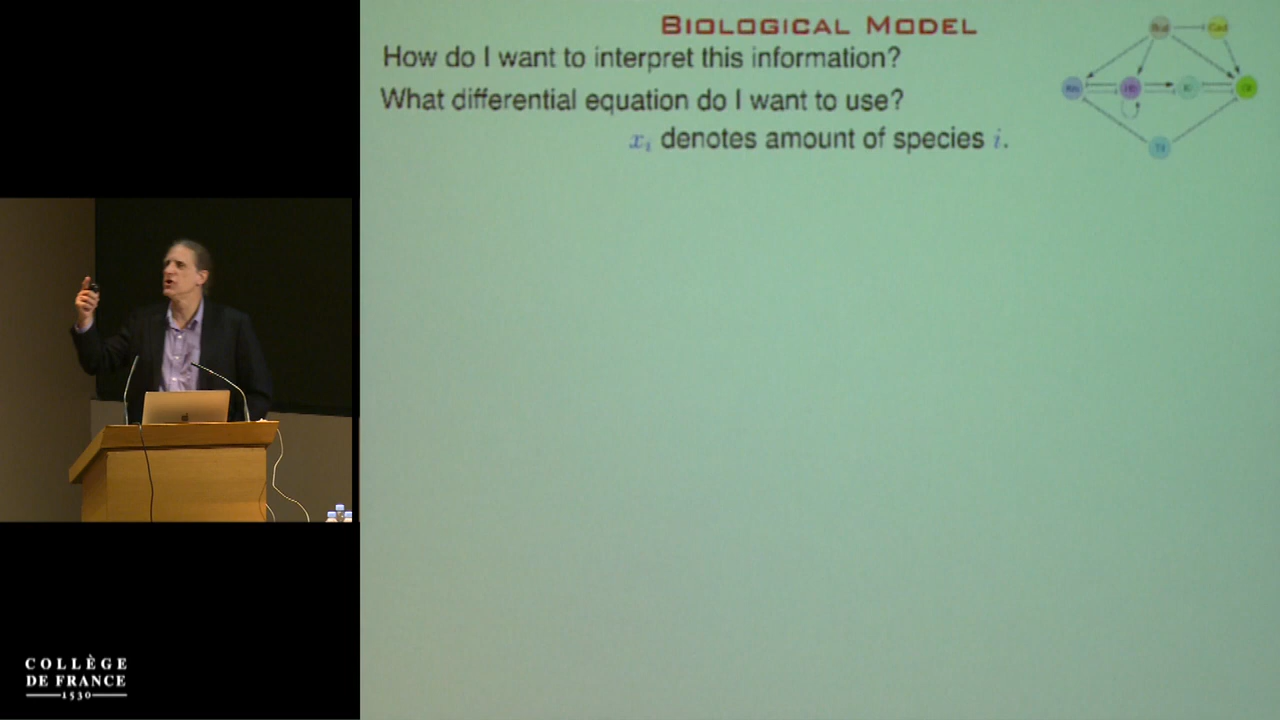 BIOLOGICAL MODEL
How do I want to interpret this information?
What differential equation do I want to use?
x_i denotes amount of species i.
COLLÈGE
DE FRANCE
1530